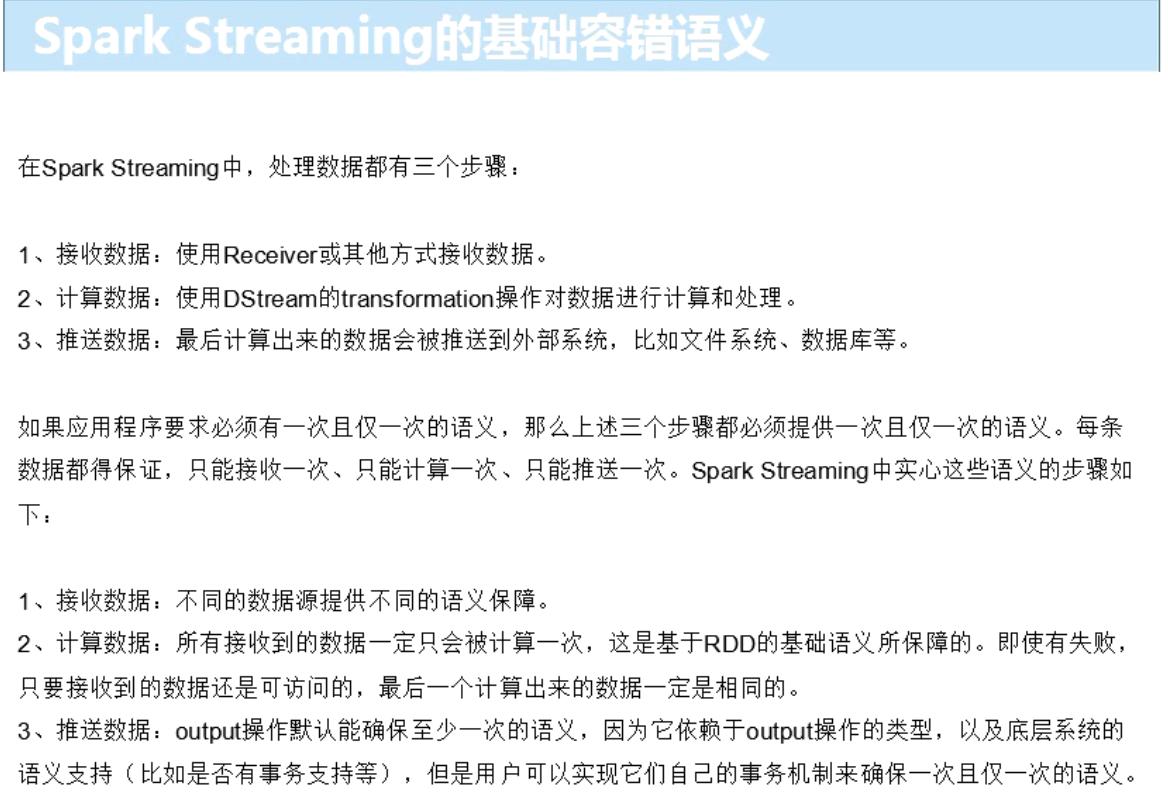 Spark Streaming的基础容错语义
在Spark Streaming中，处理数据都有三个步骤：
1、接收数据：使用Receiver或其他方式接收数据。
2、计算数据：使用DStream的transformation操作对数据进行计算和处理。
3、推送数据：最后计算出来的数据会被推送到外部系统，比如文件系统、数据库等。
如果应用程序要求必须有一次且仅一次的语义，那么上述三个步骤都必须提供一次且仅一次的语义。每条
数据都得保证，只能接收一次、只能计算一次、只能推送一次。Spark Streaming中实心这些语义的步骤如
下：
1、接收数据：不同的数据源提供不同的语义保障。
2、计算数据：所有接收到的数据一定只会被计算一次，这是基于RDD的基础语义所保障的。即使有失败，
只要接收到的数据还是可访问的，最后一个计算出来的数据一定是相同的。
3、推送数据：output操作默认能确保至少一次的语义，因为它依赖于output操作的类型，以及底层系统的
语义支持（比如是否有事务支持等），但是用户可以实现它们自己的事务机制来确保一次且仅一次的语义。